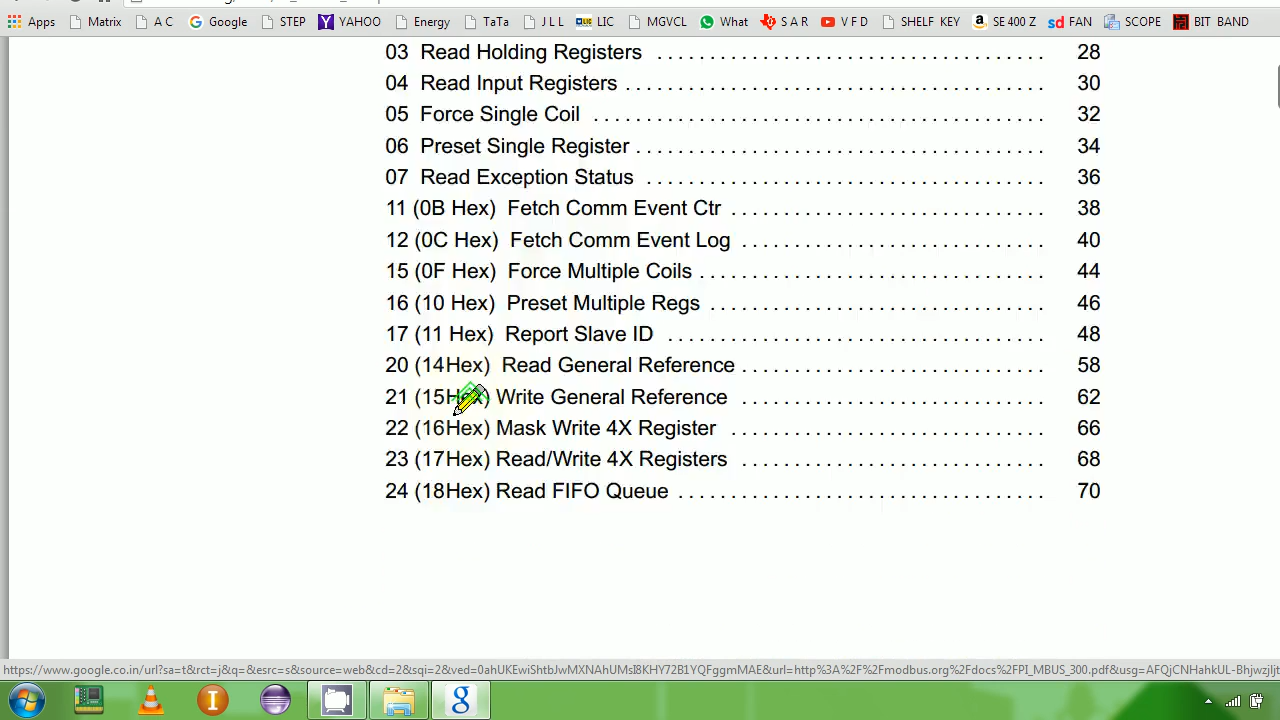 Apps Matrix A C Google STEP YAHOO Energy TaTa J L L LIC MGVCL What S A R V F D SHELF KEY SE 400 Z FAN SCOPE BIT BAND
03 Read Holding Registers . . . . . . . . . . . . . . . . . . . . . . . . . . . . . . . . . . . . . 28
04 Read Input Registers . . . . . . . . . . . . . . . . . . . . . . . . . . . . . . . . . . . . . . . 30
05 Force Single Coil . . . . . . . . . . . . . . . . . . . . . . . . . . . . . . . . . . . . . . . . . . 32
06 Preset Single Register . . . . . . . . . . . . . . . . . . . . . . . . . . . . . . . . . . . . . . 34
07 Read Exception Status . . . . . . . . . . . . . . . . . . . . . . . . . . . . . . . . . . . . . . 36
11 (0B Hex) Fetch Comm Event Ctr . . . . . . . . . . . . . . . . . . . . . . . . . . . . . . 38
12 (0C Hex) Fetch Comm Event Log . . . . . . . . . . . . . . . . . . . . . . . . . . . . . 40
15 (0F Hex) Force Multiple Coils . . . . . . . . . . . . . . . . . . . . . . . . . . . . . . . . . 44
16 (10 Hex) Preset Multiple Regs . . . . . . . . . . . . . . . . . . . . . . . . . . . . . . . . 46
17 (11 Hex) Report Slave ID . . . . . . . . . . . . . . . . . . . . . . . . . . . . . . . . . . . . 48
20 (14Hex) Read General Reference . . . . . . . . . . . . . . . . . . . . . . . . . . . . . 58
21 (15Hex) Write General Reference . . . . . . . . . . . . . . . . . . . . . . . . . . . . . 62
22 (16Hex) Mask Write 4X Register . . . . . . . . . . . . . . . . . . . . . . . . . . . . . . 66
23 (17Hex) Read/Write 4X Registers . . . . . . . . . . . . . . . . . . . . . . . . . . . . . 68
24 (18Hex) Read FIFO Queue . . . . . . . . . . . . . . . . . . . . . . . . . . . . . . . . . . . 70